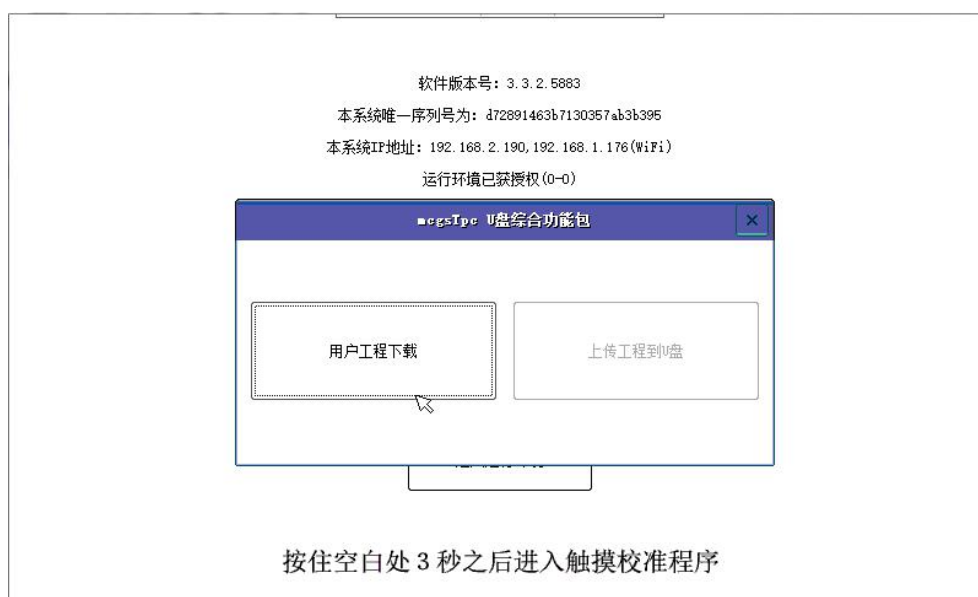 软件版本号：3.3.2.5883
本系统唯一序列号为：d72891463b7130357ab3b395
本系统IP地址：192.168.2.190,192.168.1.176(WiFi)
运行环境已获授权(0-0)
mcgsTpc U盘综合功能包
用户工程下载
上传工程到U盘
按住空白处 3 秒之后进入触摸校准程序